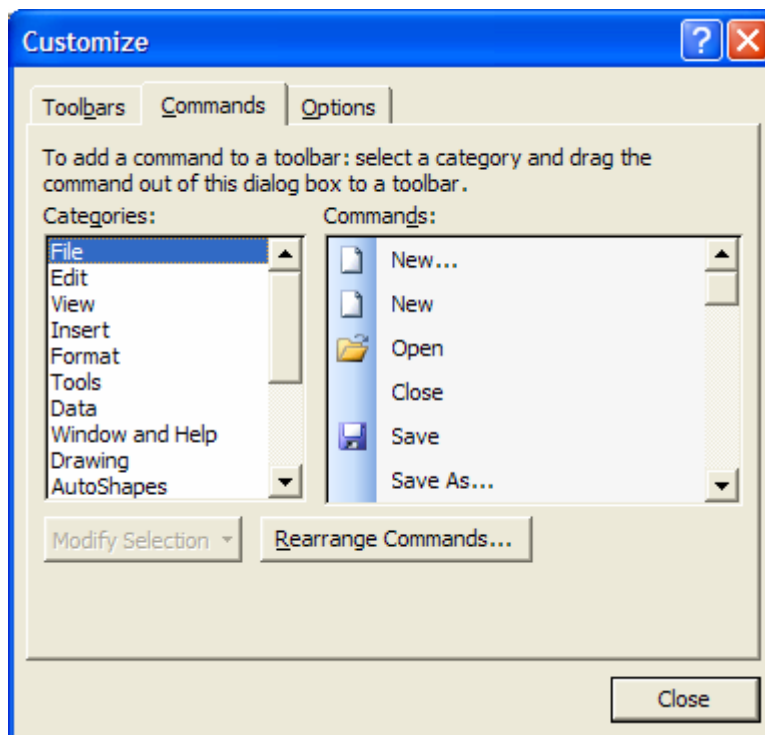 Customize
Toolbars Commands Options
To add a command to a toolbar: select a category and drag the
command out of this dialog box to a toolbar.
Categories: Commands:
File
Edit
View
Insert
Format
Tools
Data
Window and Help
Drawing
AutoShapes
New...
New
Open
Close
Save
Save As...
Modify Selection Rearrange Commands...
Close